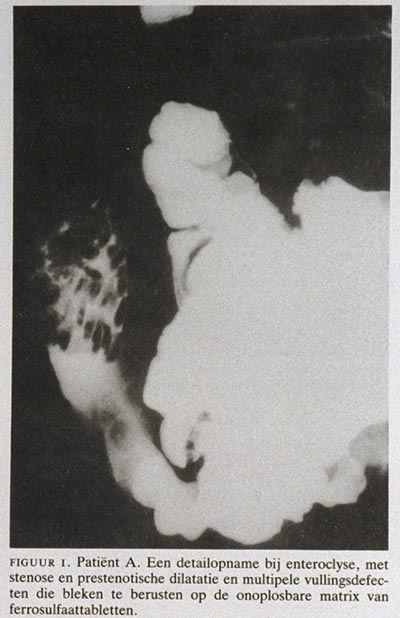 FIGUUR 1. Patiënt A. Een detailopname bij enteroclyse, met
stenose en prestenotische dilatatie en multipele vullingsdefec-
ten die bleken te berusten op de onoplosbare matrix van
ferrosulfaattabletten.